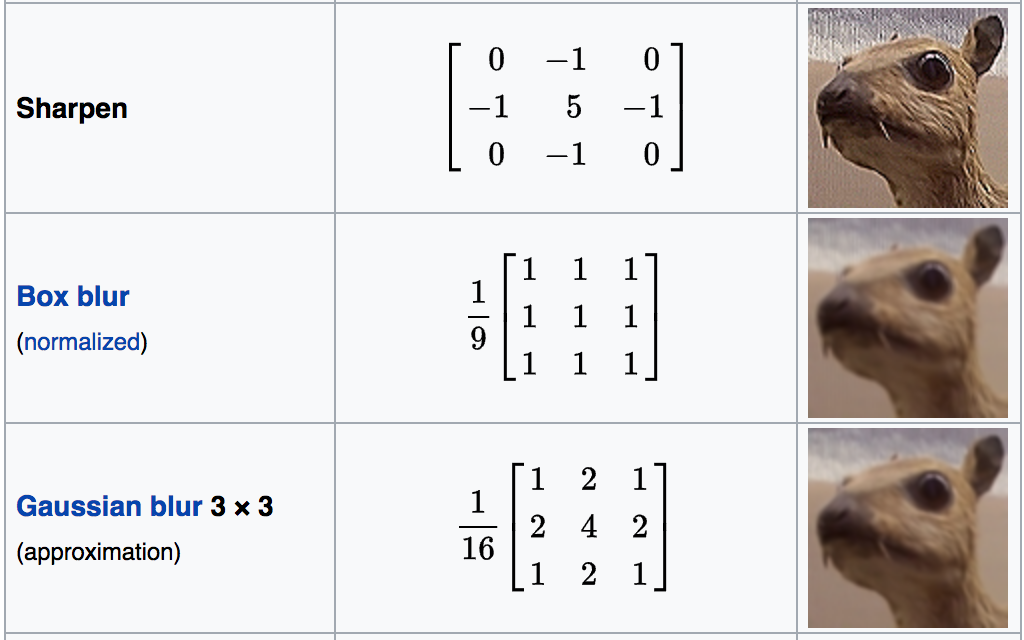 Sharpen
0 −1 0
−1 5 −1
0 −1 0
Box blur
(normalized)
1
9
1 1 1
1 1 1
1 1 1
Gaussian blur 3 × 3
(approximation)
1
16
1 2 1
2 4 2
1 2 1